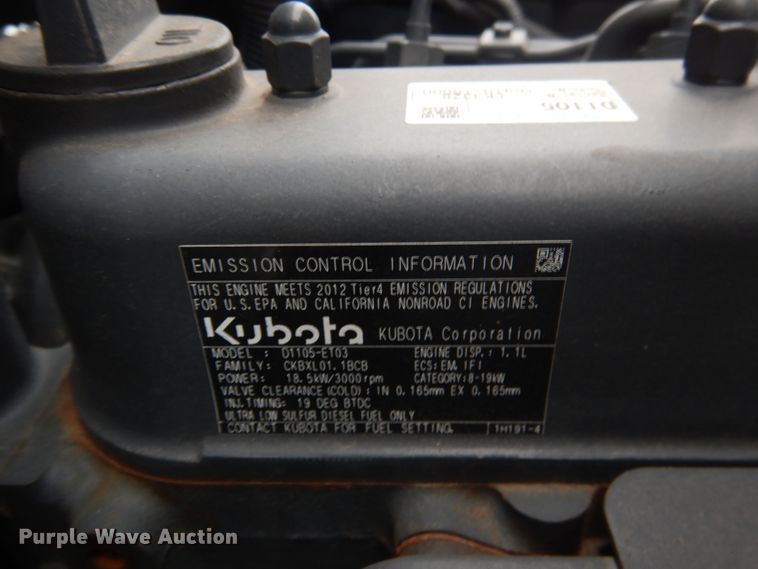 D1105
EMISSION CONTROL INFORMATION
THIS ENGINE MEETS 2012 Tier4 EMISSION REGULATIONS
FOR U.S.EPA AND CALIFORNIA NONROAD CI ENGINES.
Kubota KUBOTA Corporation
MODEL : D1105-ET03 ENGINE DISP.: 1.1L
FAMILY: CKBXL01.1BCB ECS: EM, IFI
POWER: 18.5kW/3000rpm CATEGORY: 8-19kW
VALVE CLEARANCE (COLD) : IN 0.165mm EX 0.165mm
INJ.TIMING: 19 DEG BTDC
ULTRA LOW SULFUR DIESEL FUEL ONLY
CONTACT KUBOTA FOR FUEL SETTING. 1H191-4
Purple Wave Auction